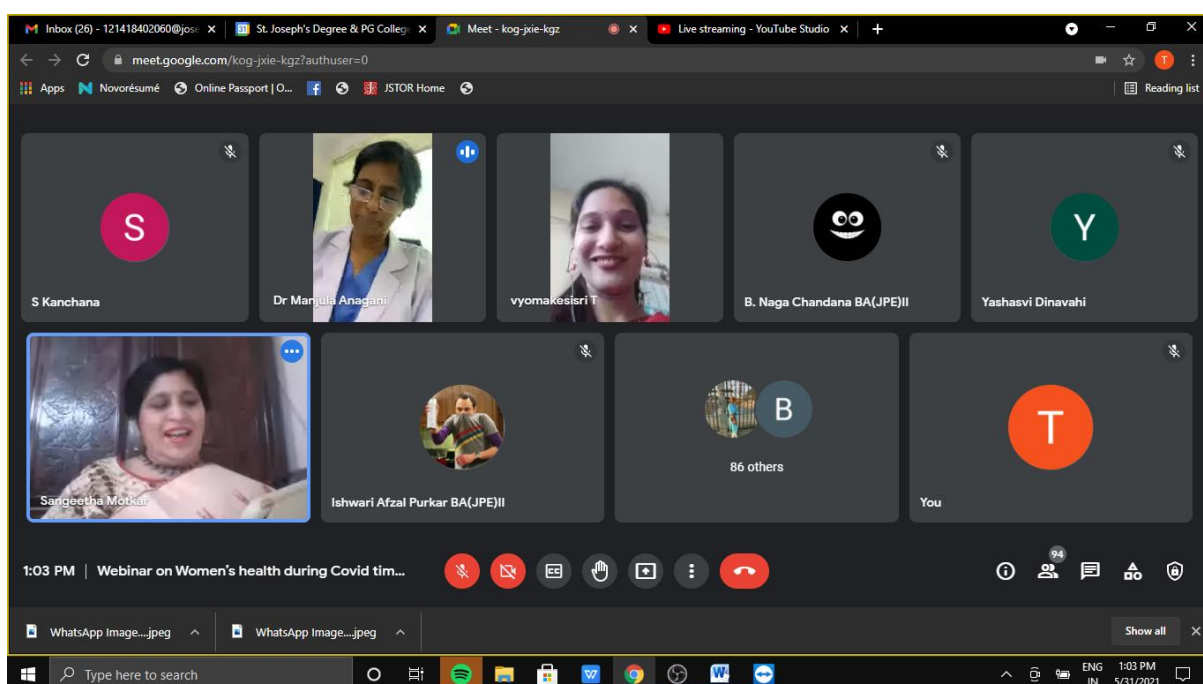 Inbox (26) - 121418402060@jose
St. Joseph's Degree & PG College
Meet - kog-jxie-kgz
Live streaming - YouTube Studio
meet.google.com/kog-jxie-kgz?authuser=0
T
Apps Novorésumé Online Passport | O... JSTOR Home Reading list
S
Y
S Kanchana
Dr Manjula Anagani
vyomakesisri T
B. Naga Chandana BA(JPE)II
Yashasvi Dinavahi
B
T
86 others
Sangeetha Motkar
Ishwari Afzal Purkar BA(JPE)II
You
1:03 PM | Webinar on Women's health during Covid tim...
94
WhatsApp Image....jpeg
WhatsApp Image....jpeg
Show all
Type here to search
ENG 1:03 PM
IN 5/31/2021